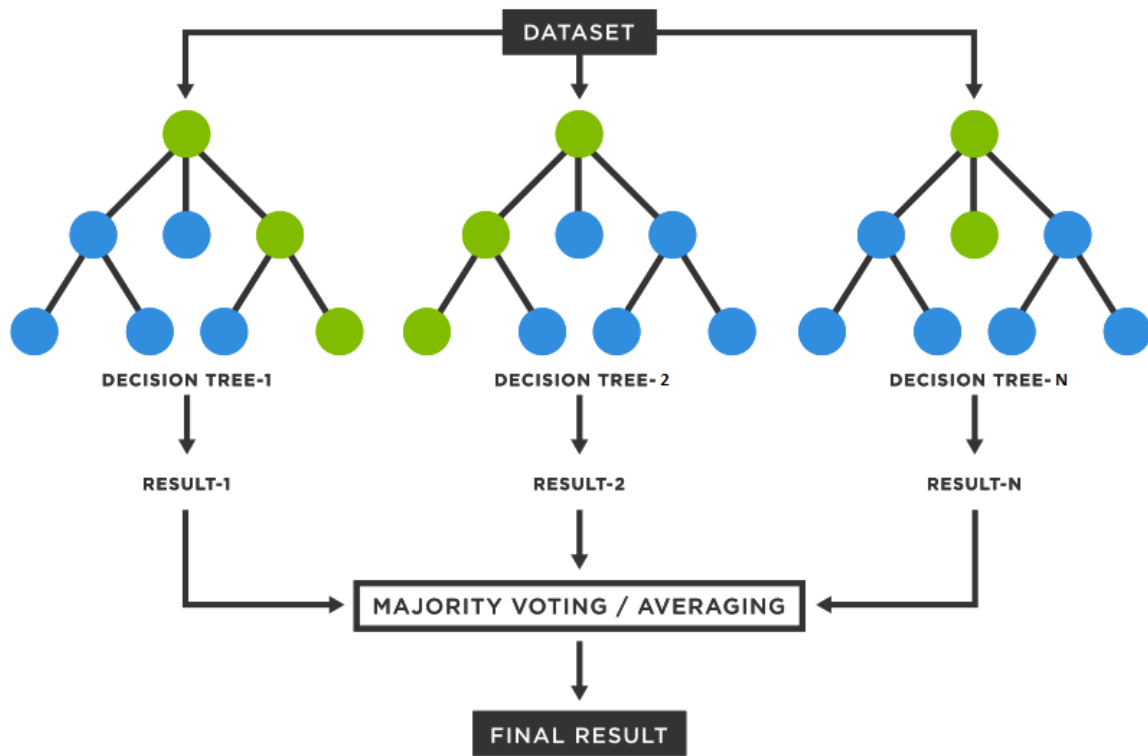 DATASET
DECISION TREE-1
DECISION TREE- 2
DECISION TREE- N
RESULT-1
RESULT-2
RESULT-N
MAJORITY VOTING / AVERAGING
FINAL RESULT